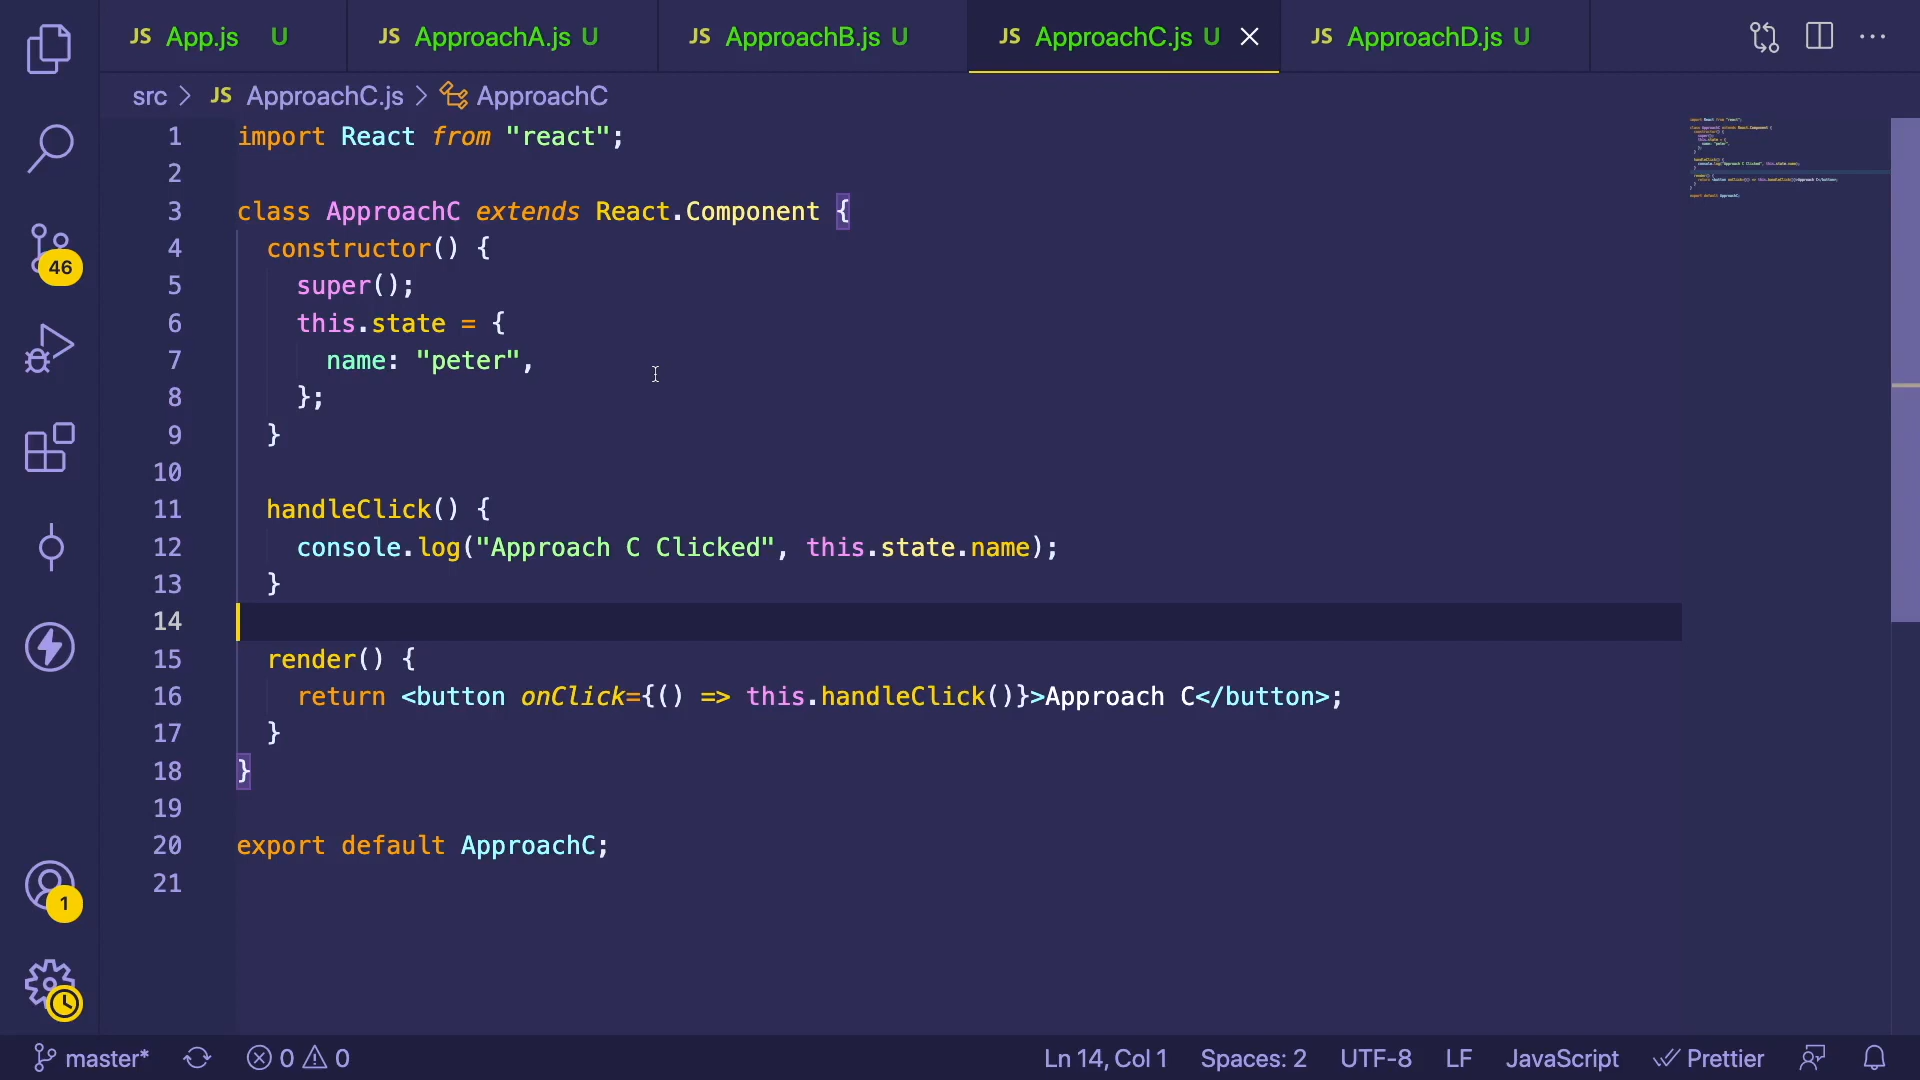 JS App.js U JS ApproachA.js U JS ApproachB.js U JS ApproachC.js U JS ApproachD.js U
src > JS ApproachC.js > ApproachC
1 import React from "react";
2
3 class ApproachC extends React.Component {
4 constructor() {
5 super();
6 this.state = {
7 name: "peter",
8 };
9 }
10
11 handleClick() {
12 console.log("Approach C Clicked", this.state.name);
13 }
14
15 render() {
16 return <button onClick={() => this.handleClick()}>Approach C</button>;
17 }
18 }
19
20 export default ApproachC;
21
46
1
master* 0 0 Ln 14, Col 1 Spaces: 2 UTF-8 LF JavaScript Prettier